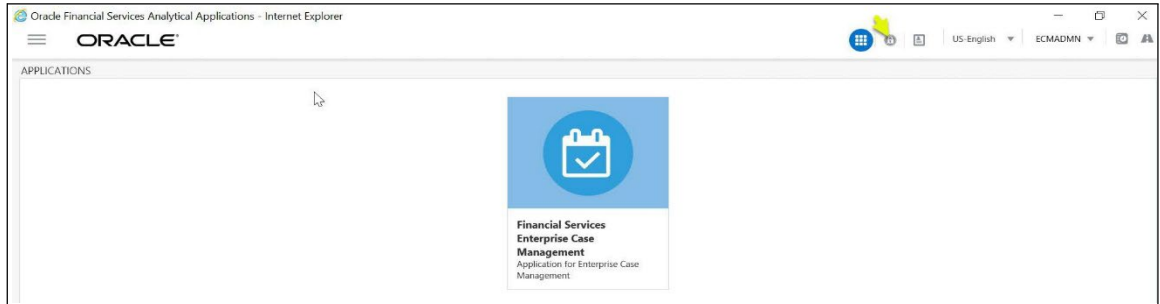 Oracle Financial Services Analytical Applications - Internet Explorer
ORACLE
US-English
ECMADMN
APPLICATIONS
Financial Services
Enterprise Case
Management
Application for Enterprise Case
Management